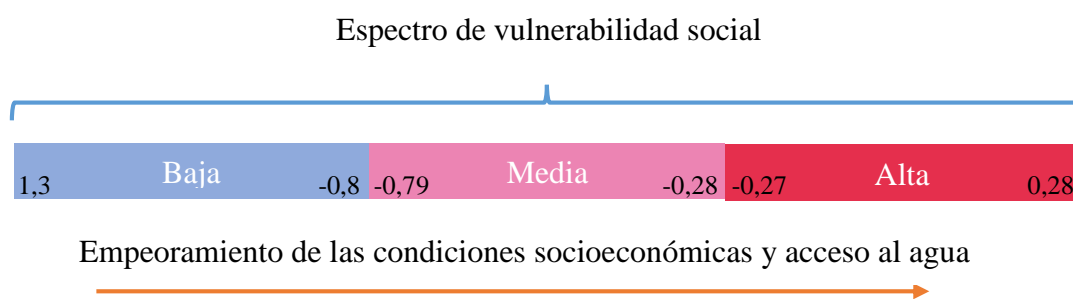 Espectro de vulnerabilidad social
Baja Media Alta
1,3 -0,8 -0,79 -0,28 -0,27 0,28
Empeoramiento de las condiciones socioeconómicas y acceso al agua